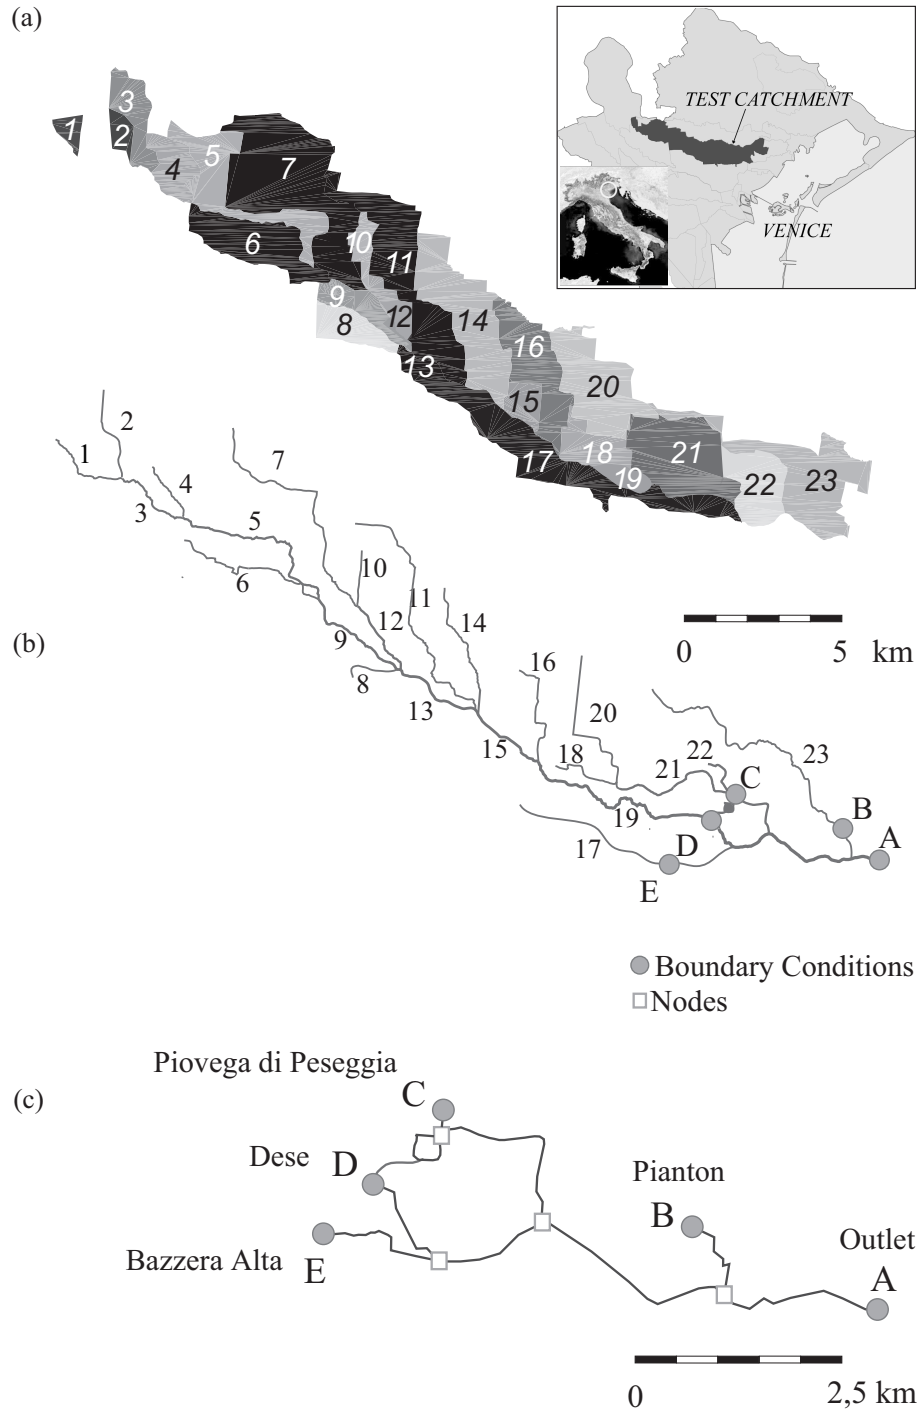 (a)
TEST CATCHMENT
VENICE
1
2
3
4
5
6
7
8
9
10
11
12
13
14
15
16
17
18
19
20
21
22
23
(b)
1
2
3
4
5
6
7
8
9
10
11
12
13
14
15
16
17
18
19
20
21
22
23
C
B
A
D
E
0 5 km
Boundary Conditions
Nodes
(c)
Piovega di Peseggia
C
Dese
D
Bazzera Alta
E
Pianton
B
Outlet
A
0 2,5 km